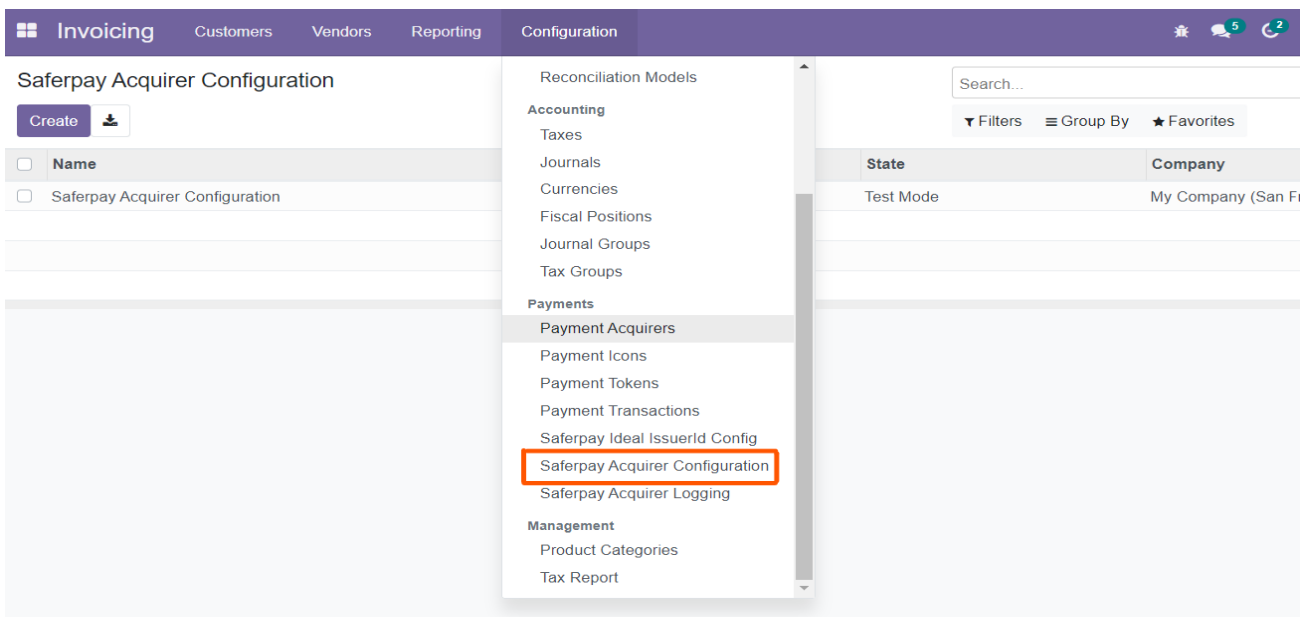 Invoicing Customers Vendors Reporting Configuration 5 2
Saferpay Acquirer Configuration
Search...
Create
Filters Group By Favorites
Name State Company
Saferpay Acquirer Configuration Test Mode My Company (San Fr
Reconciliation Models
Accounting
Taxes
Journals
Currencies
Fiscal Positions
Journal Groups
Tax Groups
Payments
Payment Acquirers
Payment Icons
Payment Tokens
Payment Transactions
Saferpay Ideal IssuerId Config
Saferpay Acquirer Configuration
Saferpay Acquirer Logging
Management
Product Categories
Tax Report